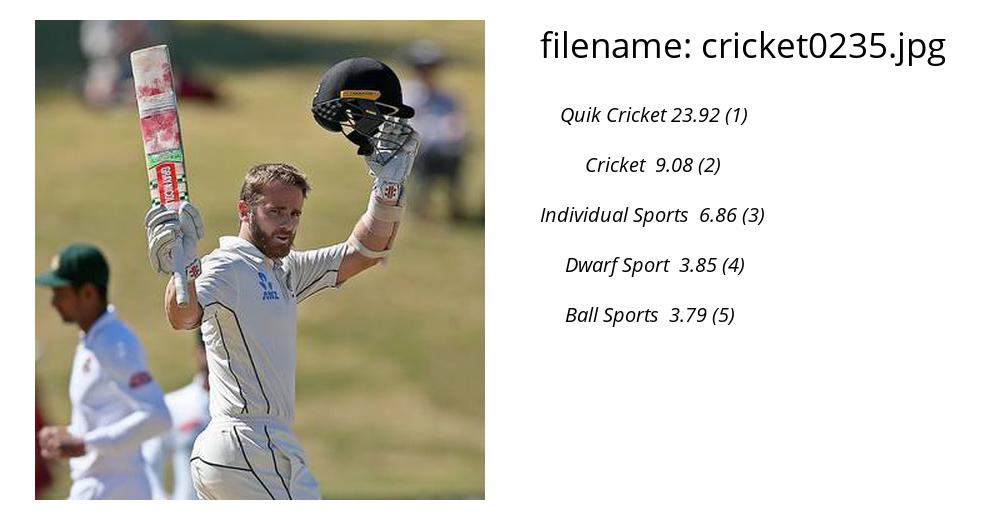 filename: cricket0235.jpg
Quik Cricket 23.92 (1)
Cricket 9.08 (2)
Individual Sports 6.86 (3)
Dwarf Sport 3.85 (4)
Ball Sports 3.79 (5)
GRAY-NICOLLS
ANZ